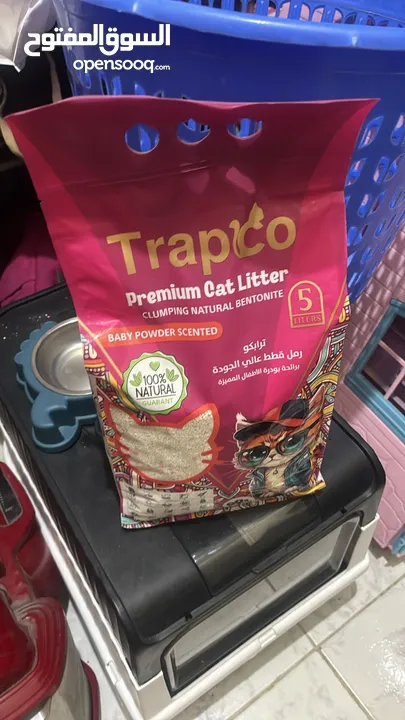 السوق المفتوح
opensooq.com
Trapco
Premium Cat Litter
CLUMPING NATURAL BENTONITE
5
LITERS
BABY POWDER SCENTED
ترابكو
رمل قطط عالي الجودة
برائحة بودرة الاطفال المميزة
100%
NATURAL
GUARANT